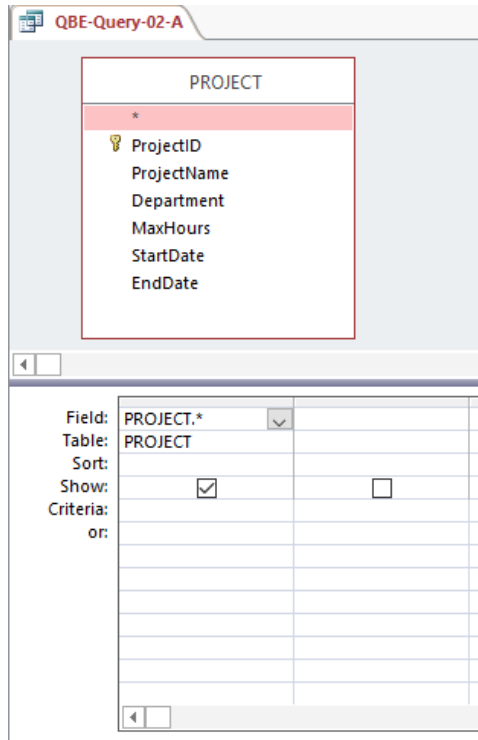 QBE-Query-02-A
PROJECT
*
ProjectID
ProjectName
Department
MaxHours
StartDate
EndDate
Field: PROJECT.*
Table: PROJECT
Sort:
Show:
Criteria:
or: